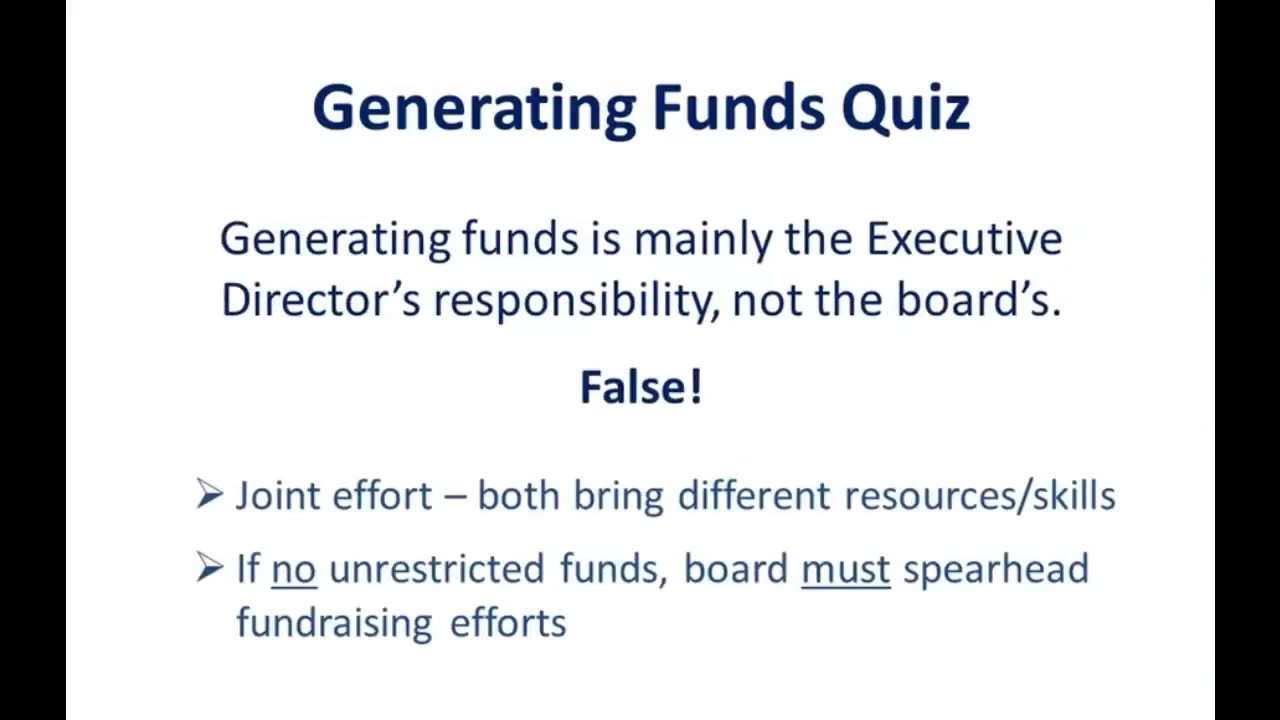 Generating Funds Quiz
Generating funds is mainly the Executive
Director’s responsibility, not the board’s.
False!
➢ Joint effort – both bring different resources/skills
➢ If no unrestricted funds, board must spearhead
fundraising efforts